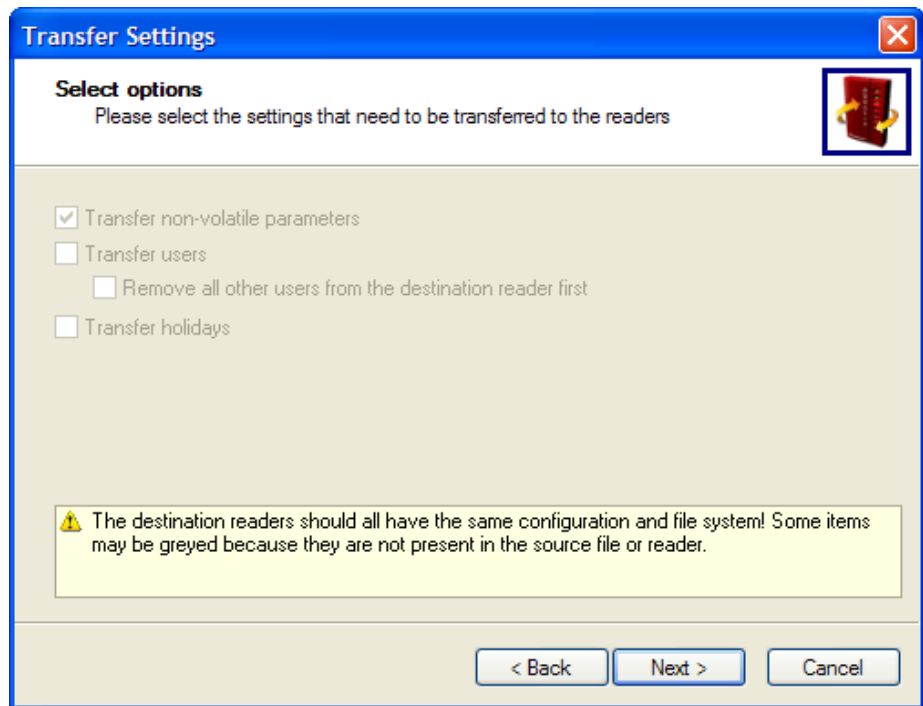 Transfer Settings
Select options
Please select the settings that need to be transferred to the readers
Transfer non-volatile parameters
Transfer users
Remove all other users from the destination reader first
Transfer holidays
The destination readers should all have the same configuration and file system! Some items
may be greyed because they are not present in the source file or reader.
< Back Next > Cancel